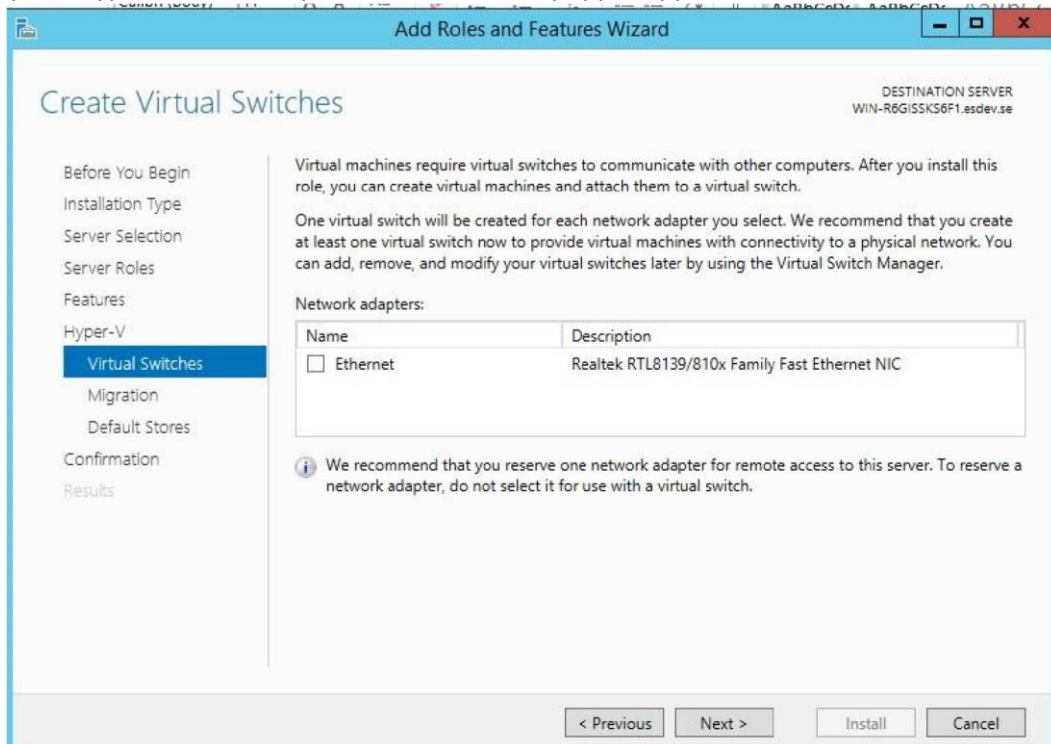 Add Roles and Features Wizard
Create Virtual Switches
DESTINATION SERVER
WIN-R6GISSKS6F1.esdev.se
Before You Begin
Installation Type
Server Selection
Server Roles
Features
Hyper-V
Virtual Switches
Migration
Default Stores
Confirmation
Results
Virtual machines require virtual switches to communicate with other computers. After you install this
role, you can create virtual machines and attach them to a virtual switch.
One virtual switch will be created for each network adapter you select. We recommend that you create
at least one virtual switch now to provide virtual machines with connectivity to a physical network. You
can add, remove, and modify your virtual switches later by using the Virtual Switch Manager.
Network adapters:
Name Description
Ethernet Realtek RTL8139/810x Family Fast Ethernet NIC
We recommend that you reserve one network adapter for remote access to this server. To reserve a
network adapter, do not select it for use with a virtual switch.
< Previous Next > Install Cancel